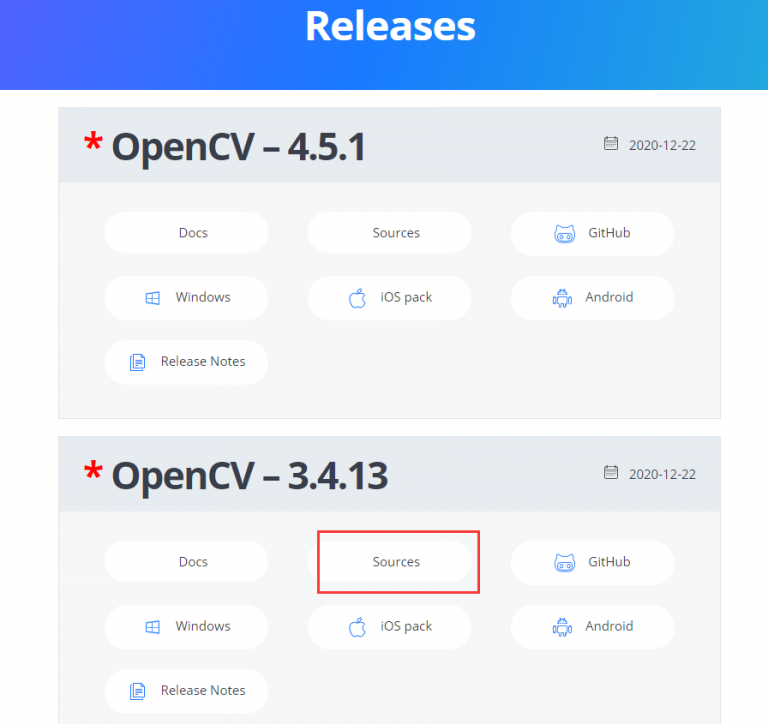 Releases
* OpenCV – 4.5.1
2020-12-22
Docs
Sources
GitHub
Windows
iOS pack
Android
Release Notes
* OpenCV – 3.4.13
2020-12-22
Docs
Sources
GitHub
Windows
iOS pack
Android
Release Notes